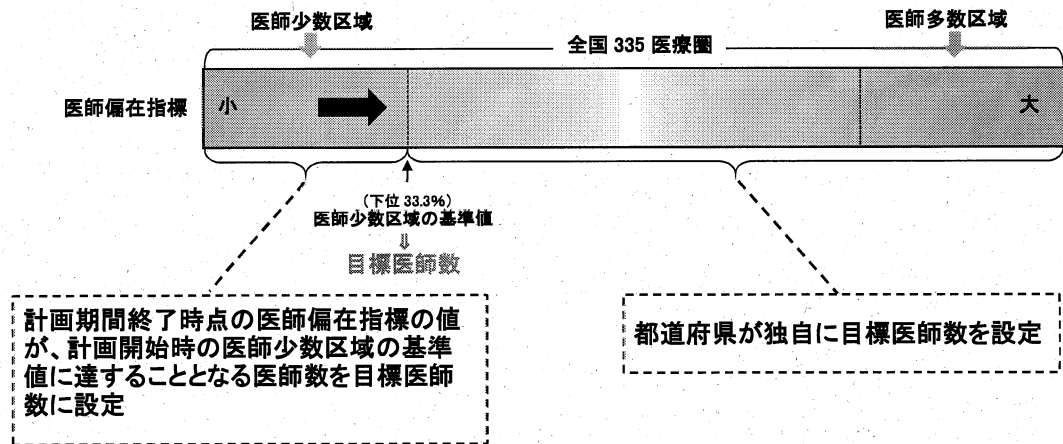 医師少数区域
医師多数区域
全国 335 医療圏
医師偏在指標
小
大
(下位 33.3%)
医師少数区域の基準値
目標医師数
計画期間終了時点の医師偏在指標の値
が、計画開始時の医師少数区域の基準
値に達することとなる医師数を目標医師
数に設定
都道府県が独自に目標医師数を設定